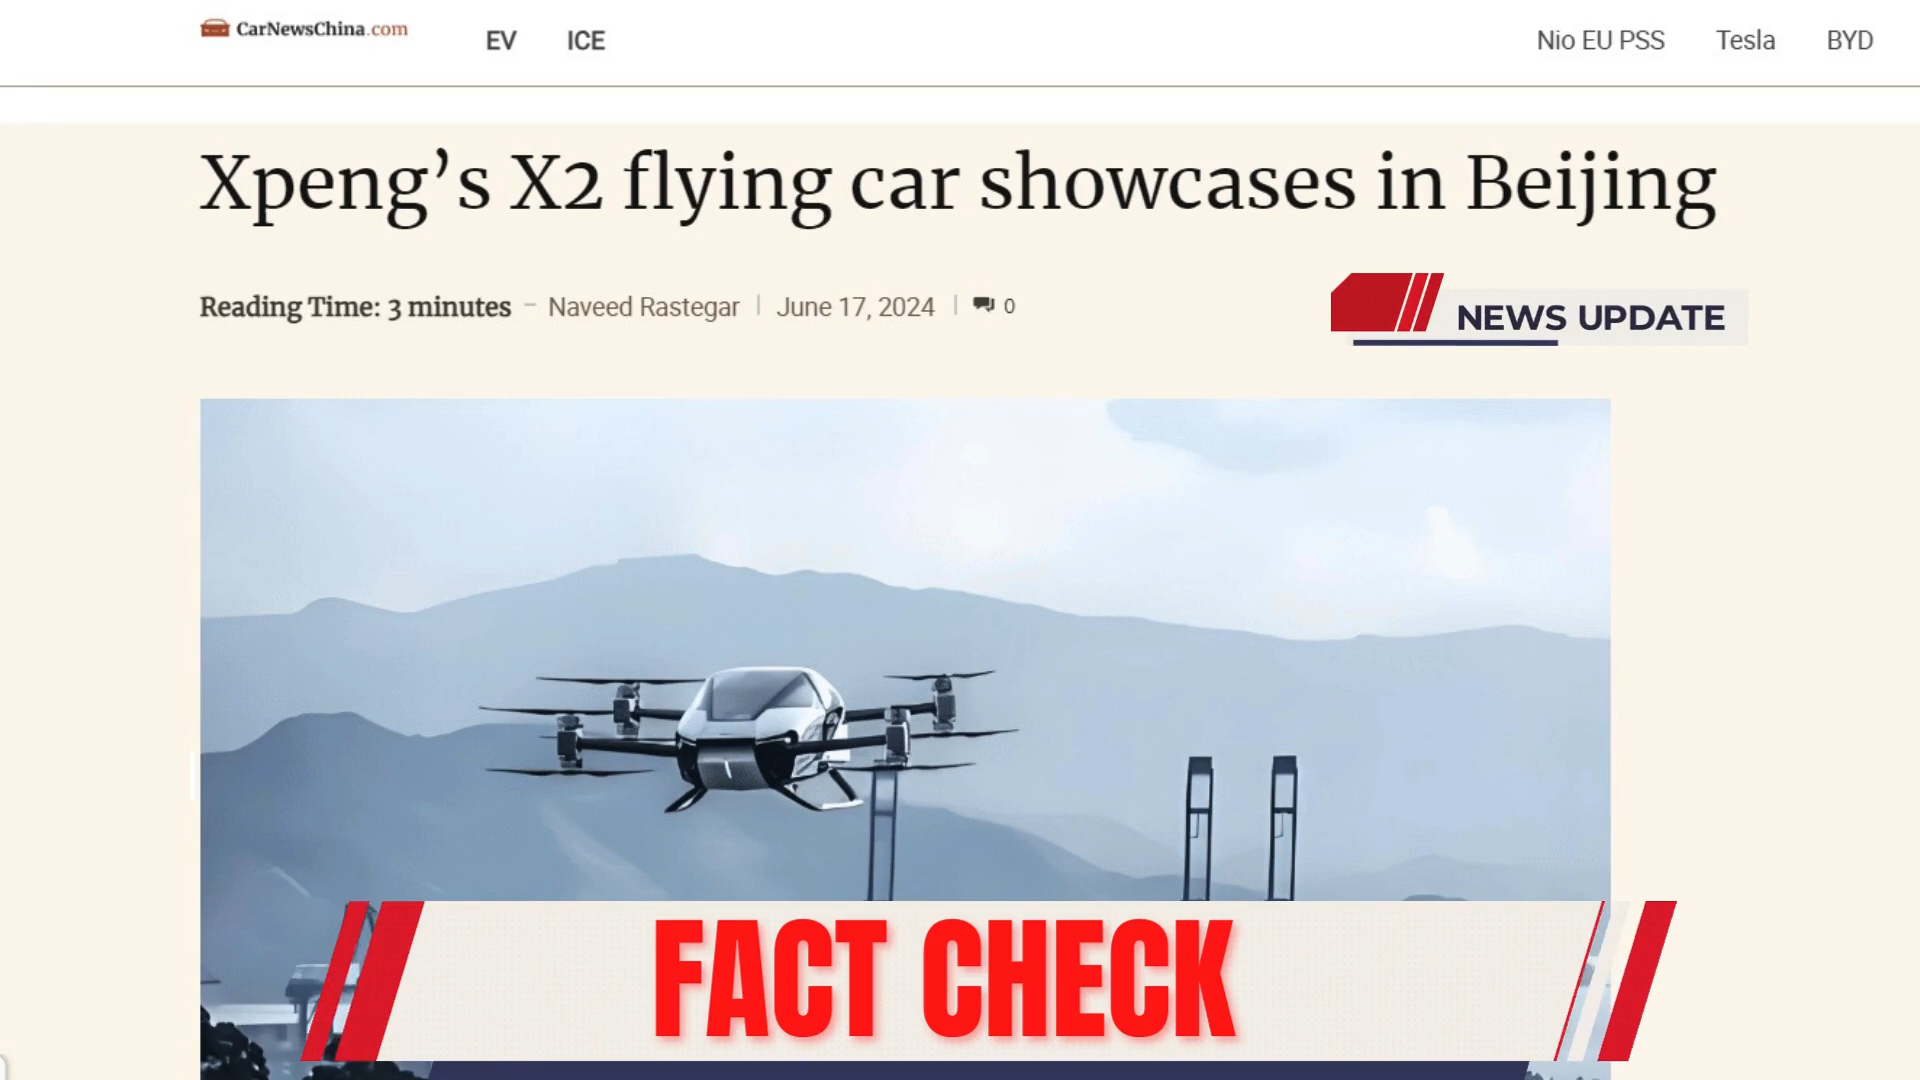 CarNewsChina.com EV ICE Nio EU PSS Tesla BYD
Xpeng’s X2 flying car showcases in Beijing
Reading Time: 3 minutes – Naveed Rastegar | June 17, 2024 | 0
NEWS UPDATE
FACT CHECK